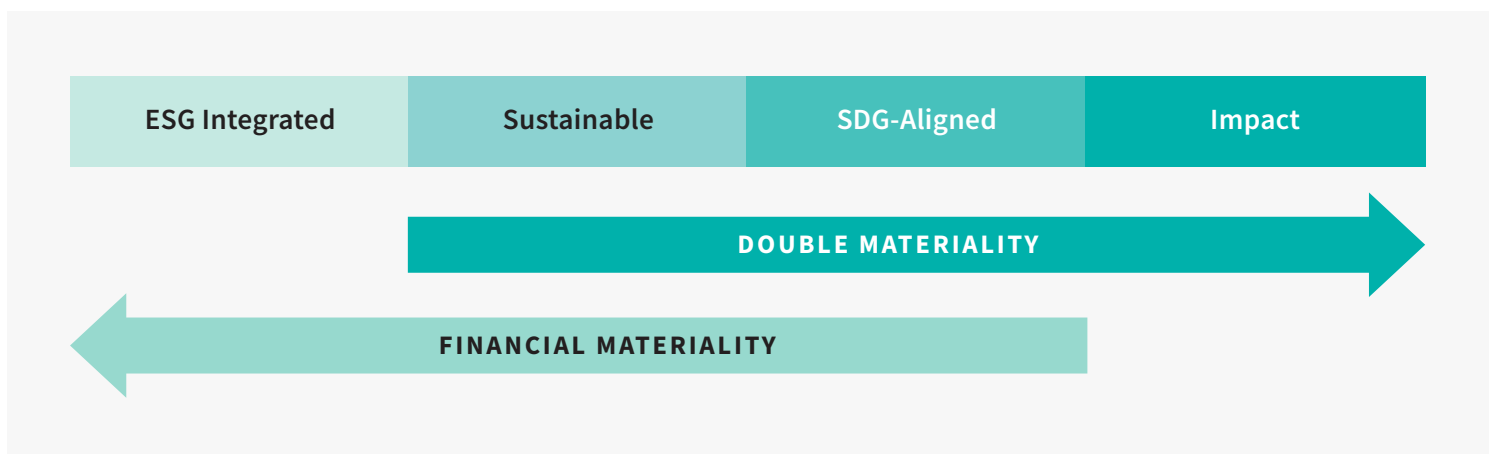 ESG Integrated
Sustainable
SDG-Aligned
Impact
DOUBLE MATERIALITY
FINANCIAL MATERIALITY